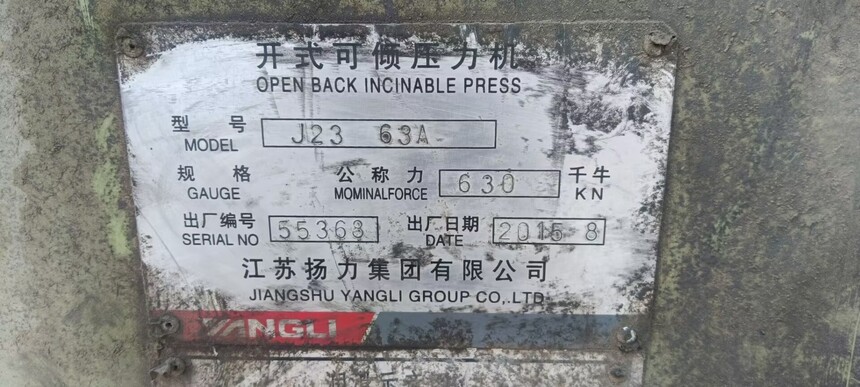 开式可倾压力机
OPEN BACK INCINABLE PRESS
型号 J23 63A
MODEL
规格 公称力 630 千牛
GAUGE MOMINALFORCE KN
出厂编号 55368 出厂日期 2015 8
SERIAL NO DATE
江苏扬力集团有限公司
JIANGSHU YANGLI GROUP CO,.LTD
YANGLI